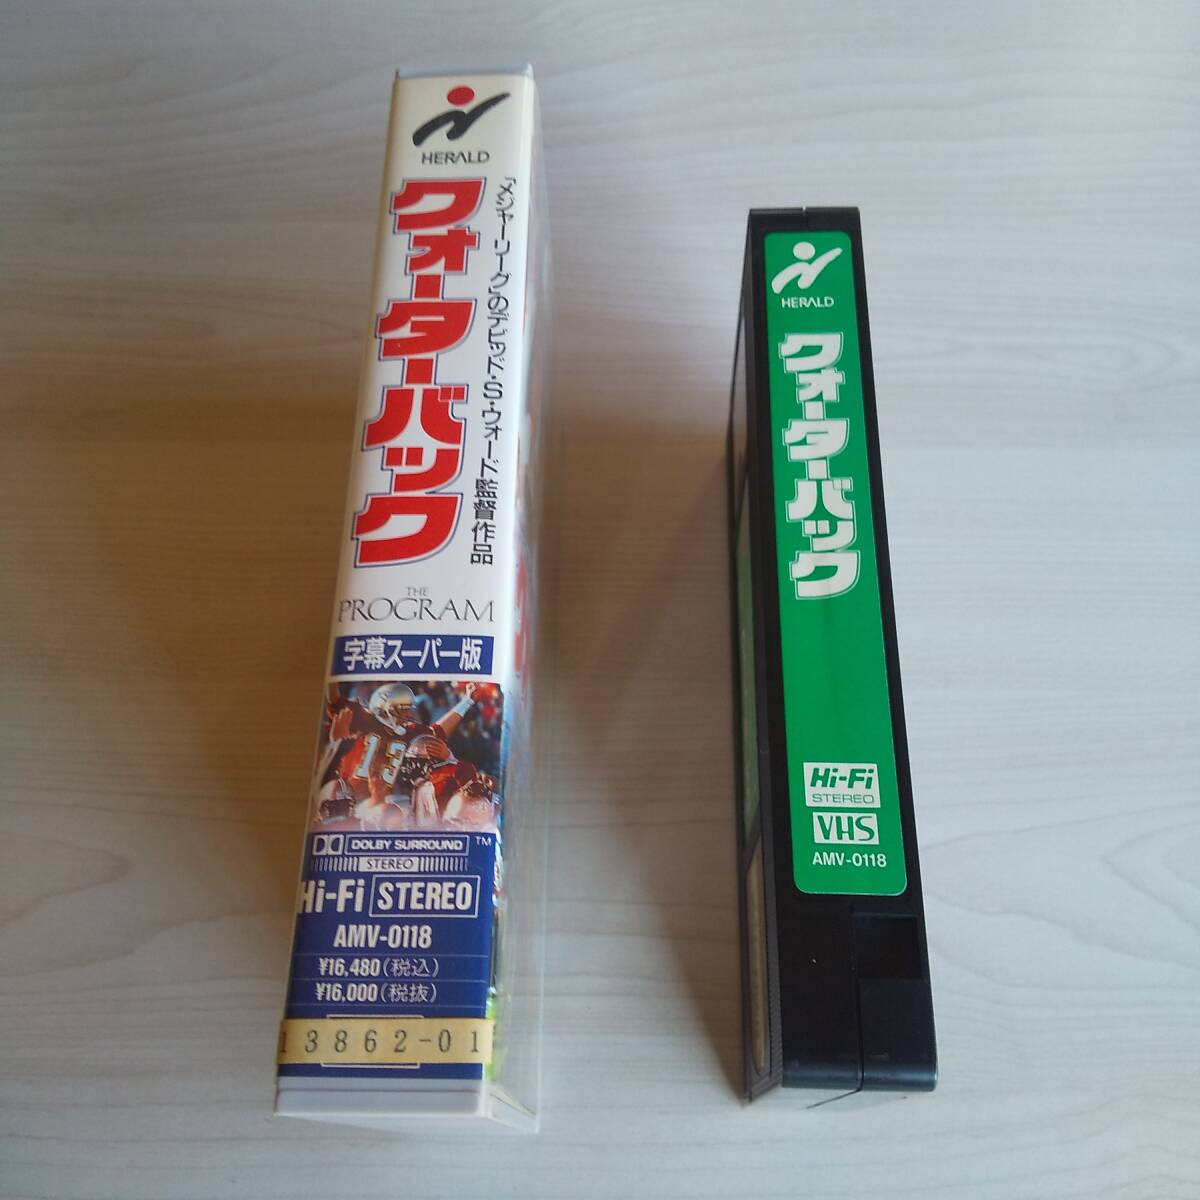 HERALD
「メジャーリーグ」のデビッド・S・ウォード監督作品
クォーターバック
THE
PROGRAM
字幕スーパー版
13
DOLBY SURROUND
TM
STEREO
Hi-Fi STEREO
AMV-0118
¥16,480(税込)
¥16,000(税抜)
13862-01
HERALD
クォーターバック
Hi-Fi
STEREO
VHS
AMV-0118